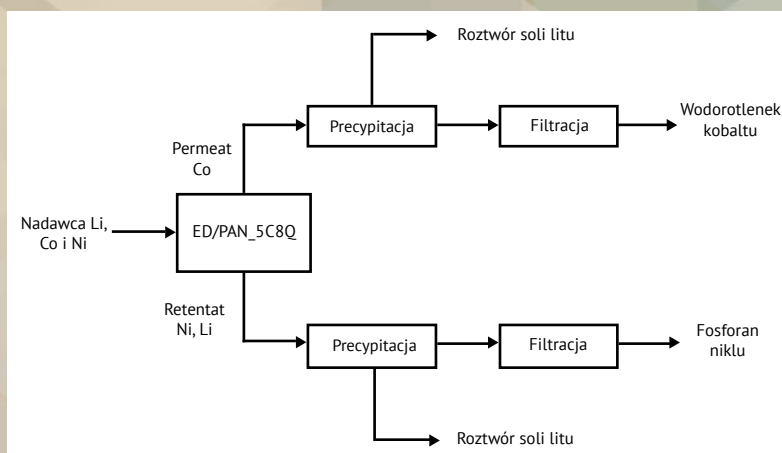 Roztwór soli litu
Precypitacja
Filtracja
Wodorotlenek
kobaltu
Permeat
Co
Nadawca Li,
Co i Ni
ED/PAN_5C8Q
Retentat
Ni, Li
Precypitacja
Filtracja
Fosforan
niklu
Roztwór soli litu